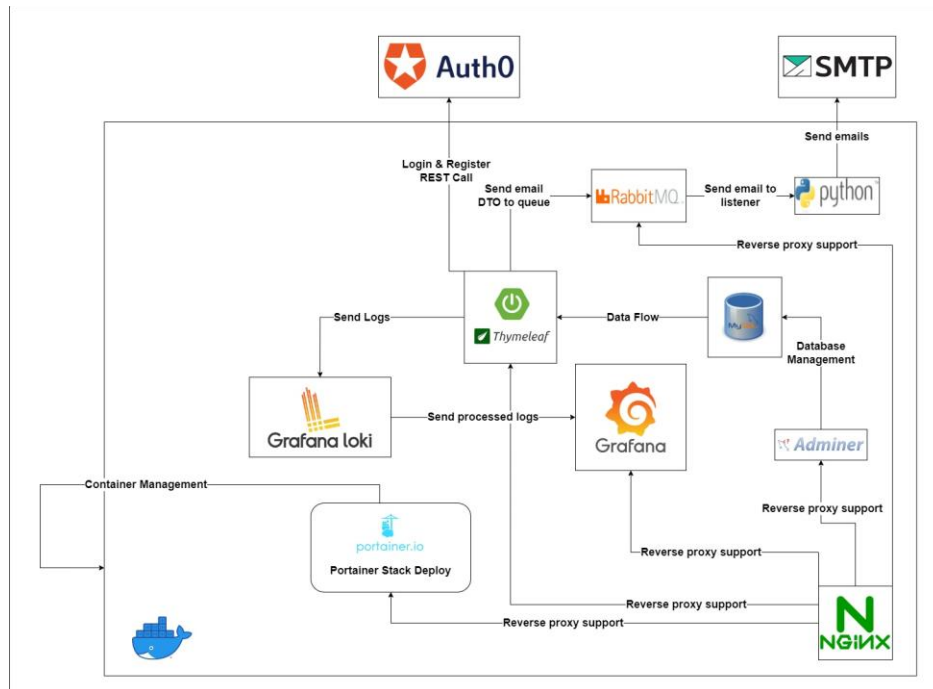 Auth0
SMTP
Send emails
Login & Register
REST Call
Send email
DTO to queue
RabbitMQ
Send email to
listener
python
Reverse proxy support
Thymeleaf
Send Logs
Data Flow
MySQL
Database
Management
Grafana loki
Send processed logs
Grafana
Adminer
Container Management
Reverse proxy support
portainer.io
Portainer Stack Deploy
Reverse proxy support
Reverse proxy support
Reverse proxy support
N
NGiNX